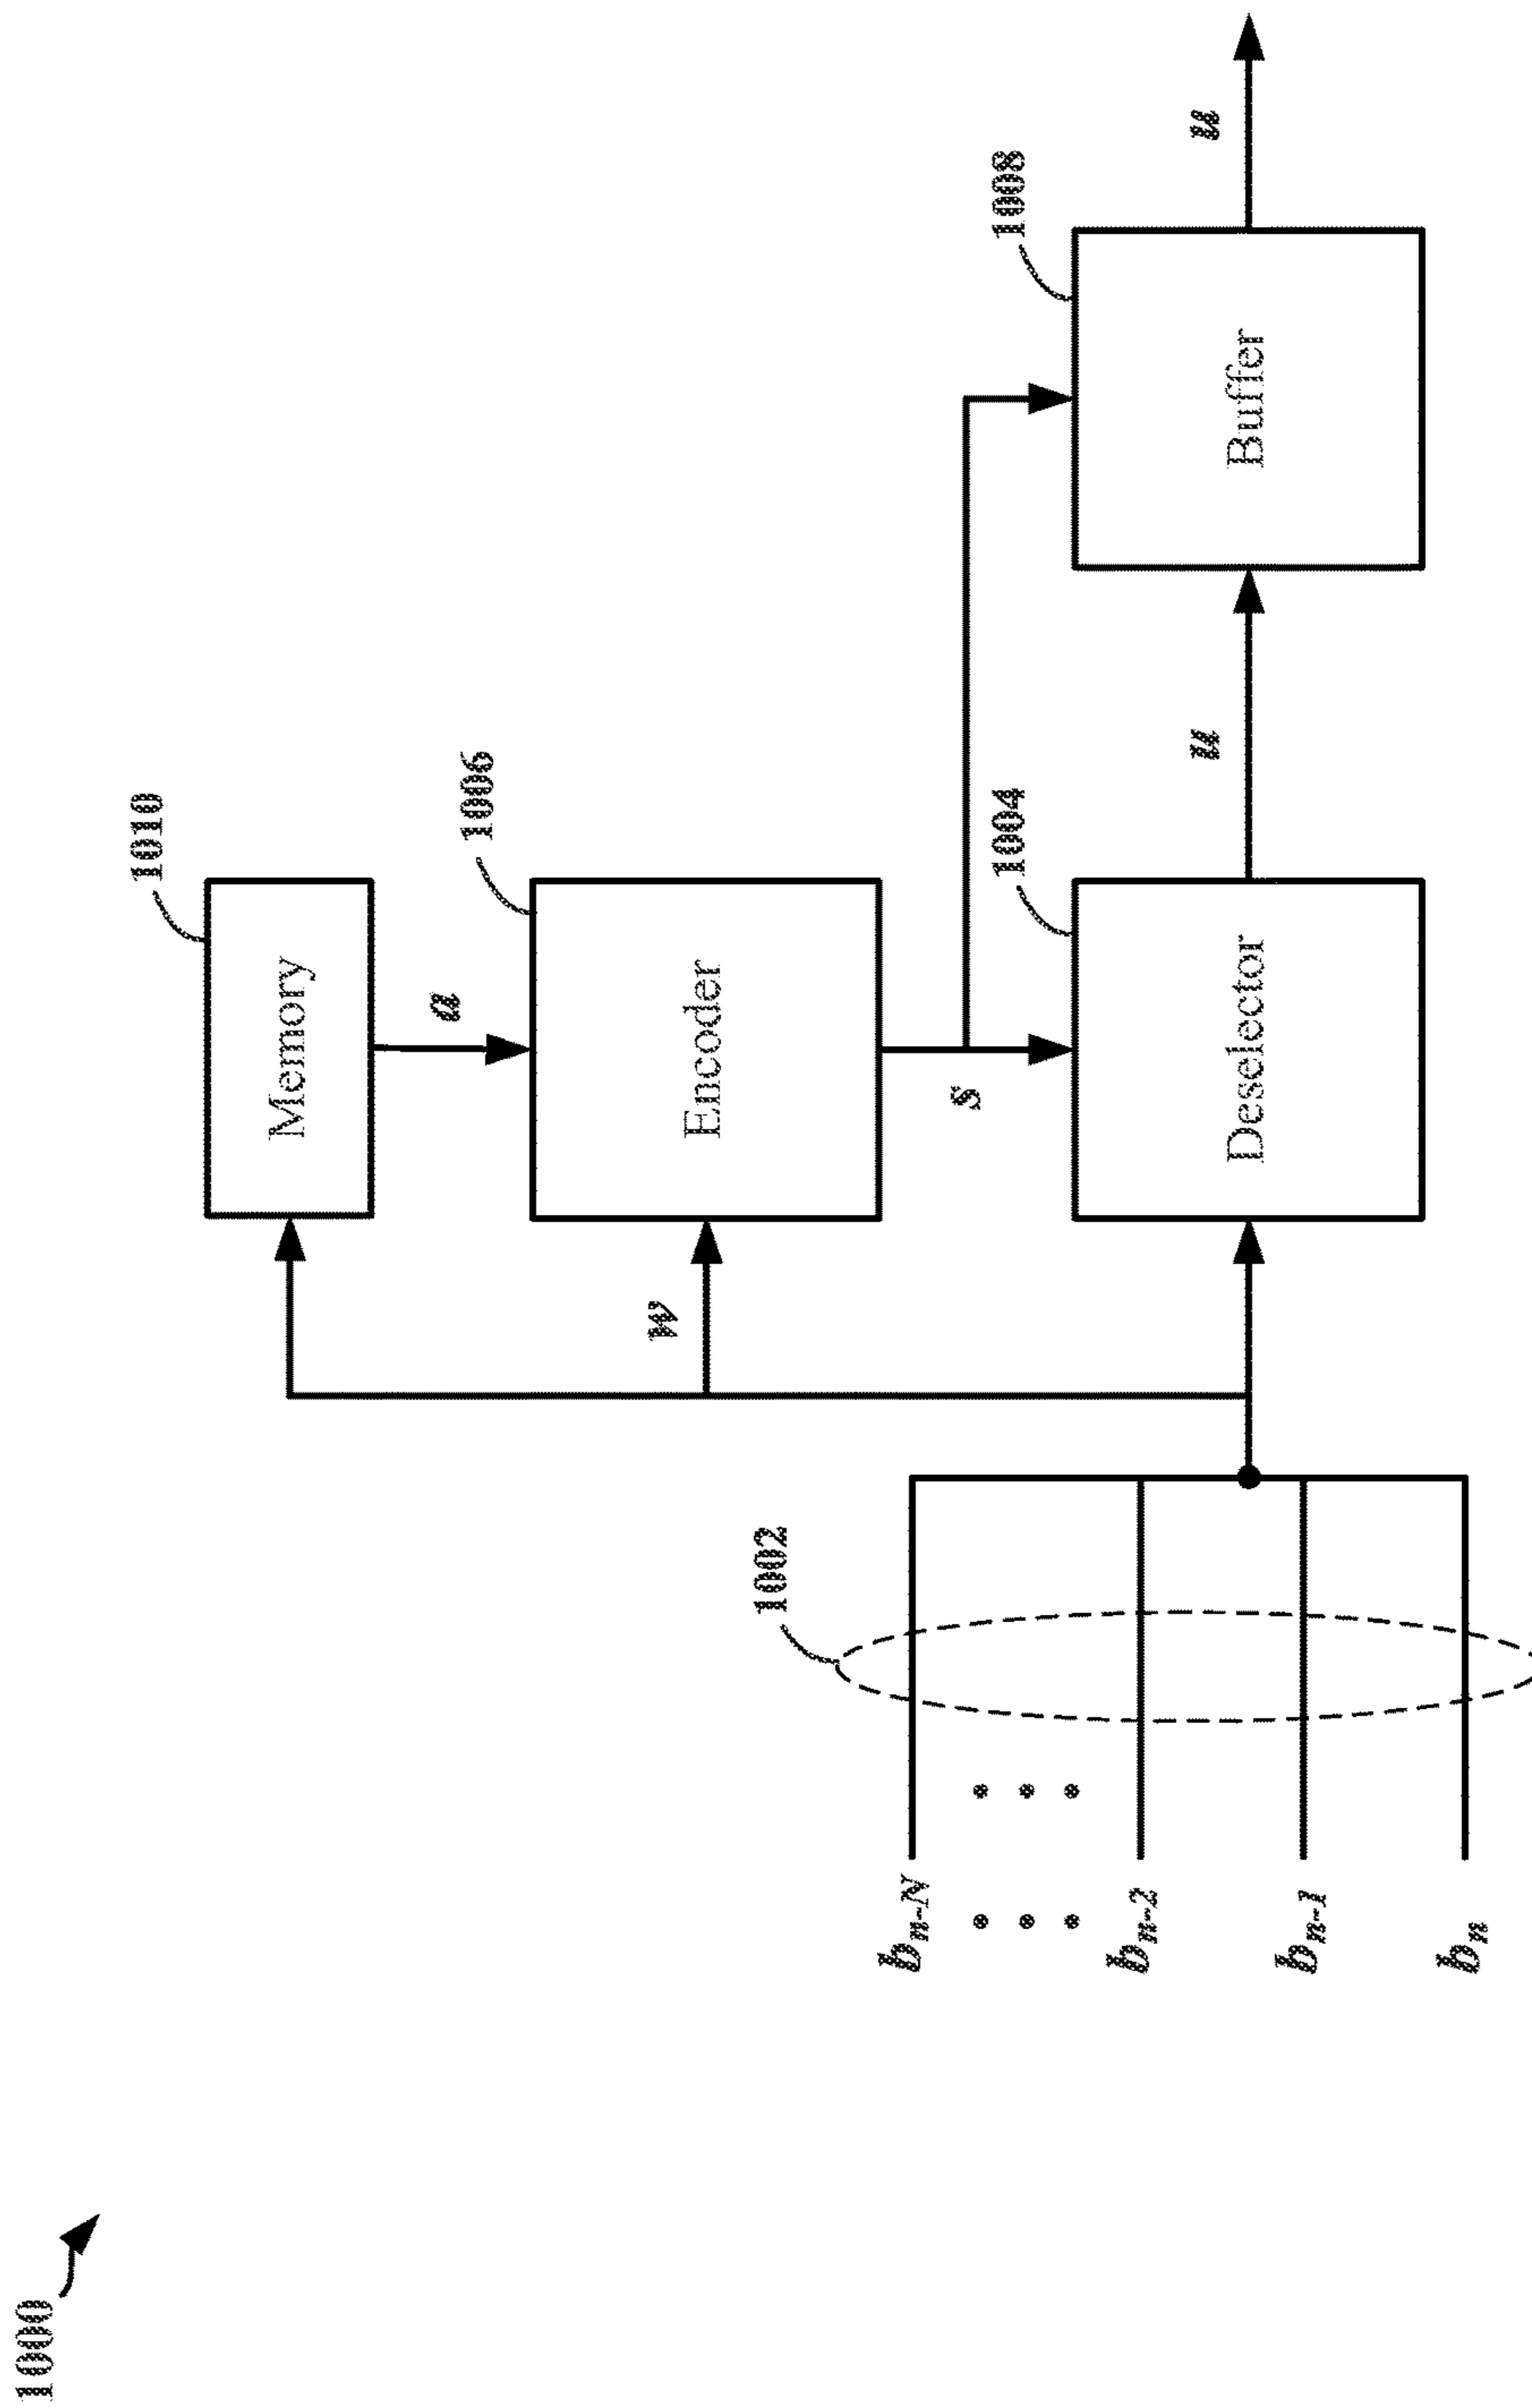 1000
1010
Memory
a
1006
w
Encoder
1002
s
1004
1008
b_{n-N}
b_{n-2}
u
u
Deselector
Buffer
b_{n-1}
b_n